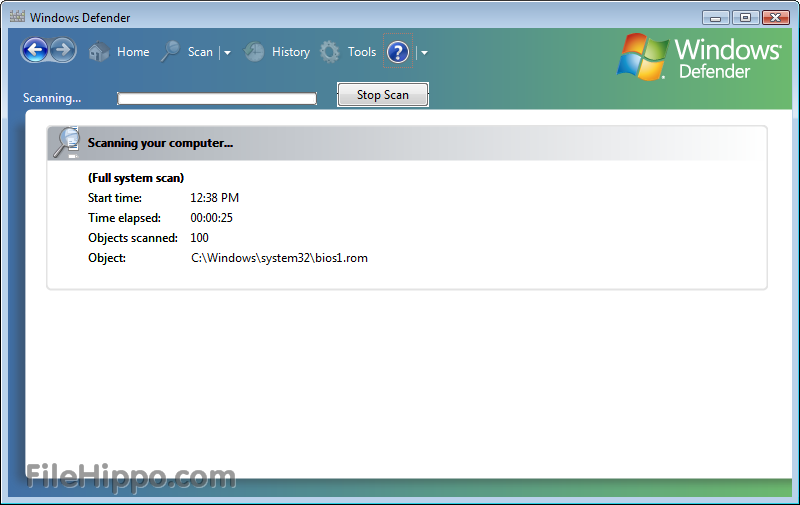 Windows Defender
Home Scan History Tools ?
Windows
Defender
Scanning...
Stop Scan
Scanning your computer...
(Full system scan)
Start time: 12:38 PM
Time elapsed: 00:00:25
Objects scanned: 100
Object: C:\Windows\system32\bios1.rom
FileHippo.com